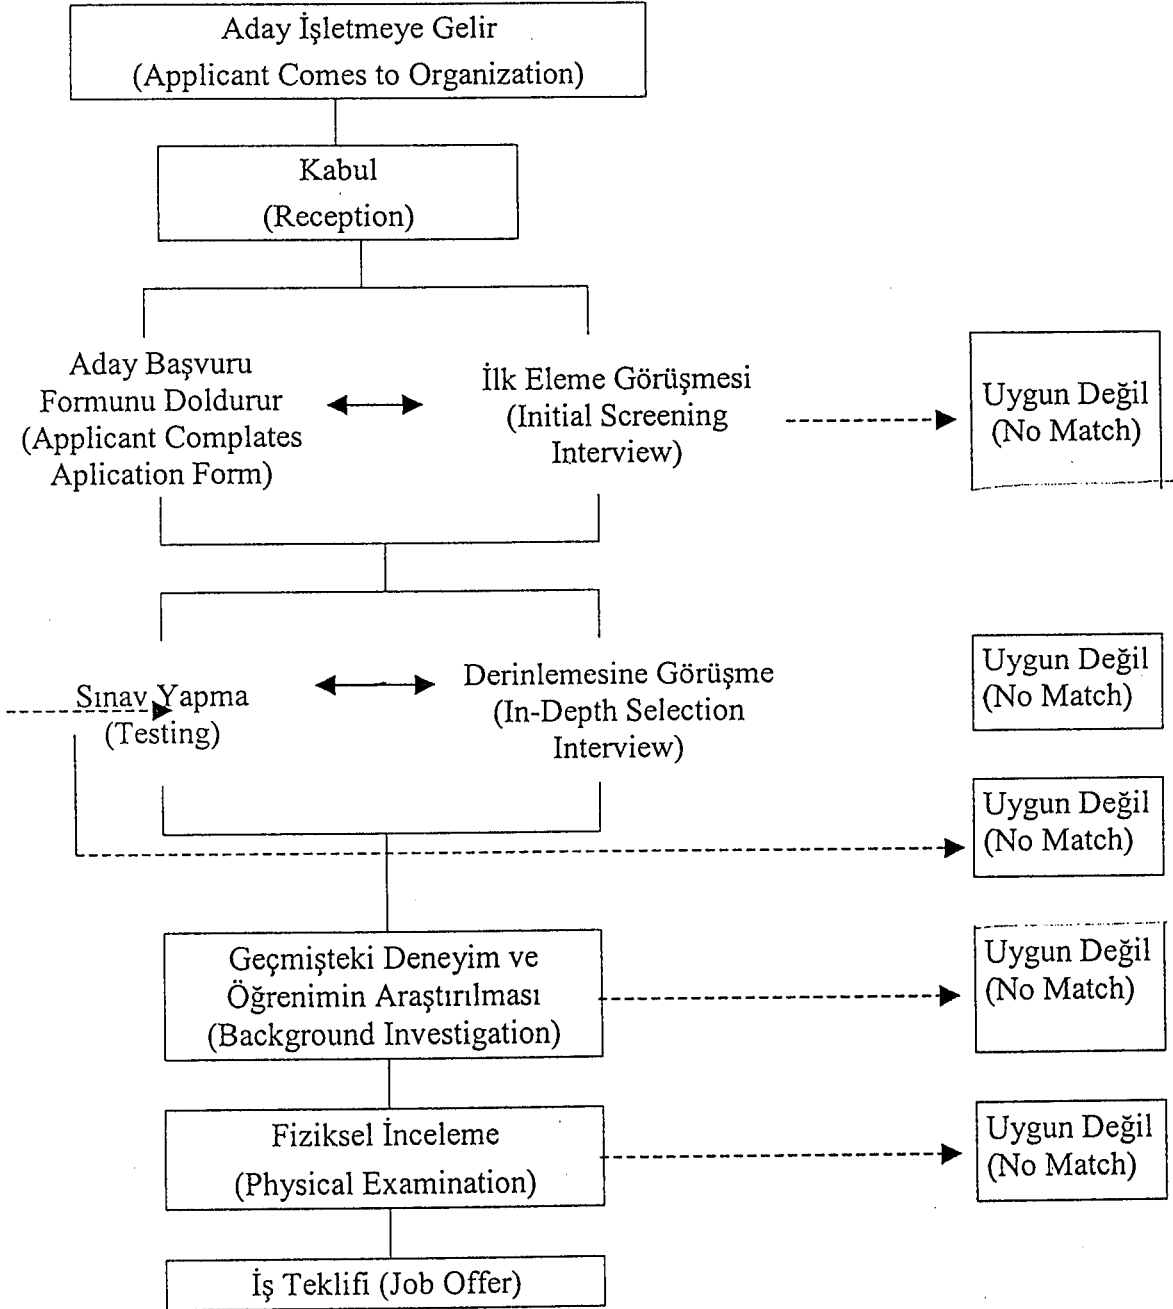 Aday İşletmeye Gelir
(Applicant Comes to Organization)
Kabul
(Reception)
Aday Başvuru
Formunu Doldurur
(Applicant Complates
Aplication Form)
İlk Eleme Görüşmesi
(Initial Screening
Interview)
Uygun Değil
(No Match)
Sınav Yapma
(Testing)
Derinlemesine Görüşme
(In-Depth Selection
Interview)
Uygun Değil
(No Match)
Uygun Değil
(No Match)
Geçmişteki Deneyim ve
Öğrenimin Araştırılması
(Background Investigation)
Uygun Değil
(No Match)
Fiziksel İnceleme
(Physical Examination)
Uygun Değil
(No Match)
İş Teklifi (Job Offer)